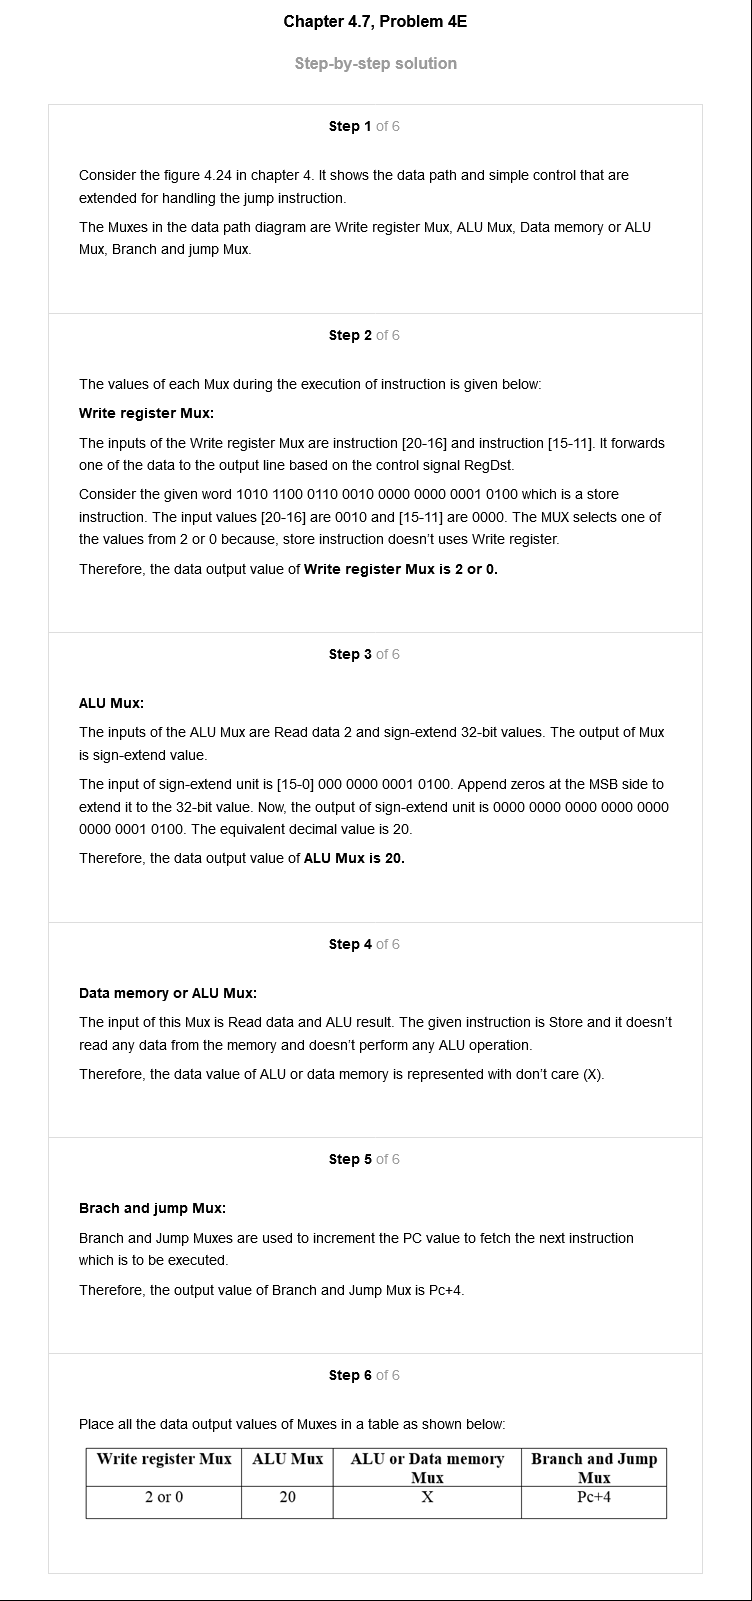 Chapter 4.7, Problem 4E
Step-by-step solution
Step 1 of 6
Consider the figure 4.24 in chapter 4. It shows the data path and simple control that are
extended for handling the jump instruction.
The Muxes in the data path diagram are Write register Mux, ALU Mux, Data memory or ALU
Mux, Branch and jump Mux.
Step 2 of 6
The values of each Mux during the execution of instruction is given below:
Write register Mux:
The inputs of the Write register Mux are instruction [20-16] and instruction [15-11]. It forwards
one of the data to the output line based on the control signal RegDst.
Consider the given word 1010 1100 0110 0010 0000 0000 0001 0100 which is a store
instruction. The input values [20-16] are 0010 and [15-11] are 0000. The MUX selects one of
the values from 2 or 0 because, store instruction doesn't uses Write register.
Therefore, the data output value of Write register Mux is 2 or 0.
Step 3 of 6
ALU Mux:
The inputs of the ALU Mux are Read data 2 and sign-extend 32-bit values. The output of Mux
is sign-extend value.
The input of sign-extend unit is [15-0] 000 0000 0001 0100. Append zeros at the MSB side to
extend it to the 32-bit value. Now, the output of sign-extend unit is 0000 0000 0000 0000 0000
0000 0001 0100. The equivalent decimal value is 20.
Therefore, the data output value of ALU Mux is 20.
Step 4 of 6
Data memory or ALU Mux:
The input of this Mux is Read data and ALU result. The given instruction is Store and it doesn't
read any data from the memory and doesn't perform any ALU operation.
Therefore, the data value of ALU or data memory is represented with don't care (X).
Step 5 of 6
Brach and jump Mux:
Branch and Jump Muxes are used to increment the PC value to fetch the next instruction
which is to be executed.
Therefore, the output value of Branch and Jump Mux is Pc+4.
Step 6 of 6
Place all the data output values of Muxes in a table as shown below:
Write register Mux ALU Mux ALU or Data memory Branch and Jump
Mux Mux
2 or 0 20 X Pc+4